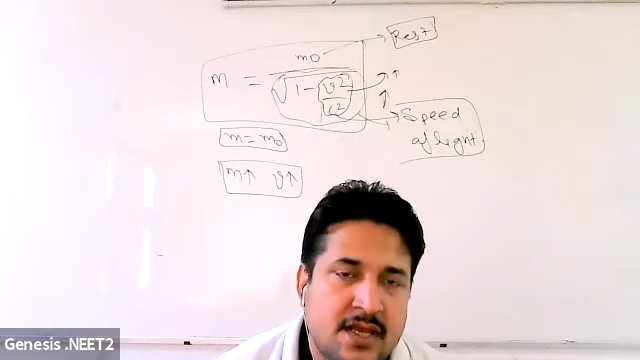 m0 Rest
m = √1 - v2/c2
Speed
of light
m = m0
m↑ v↑
Genesis .NEET2